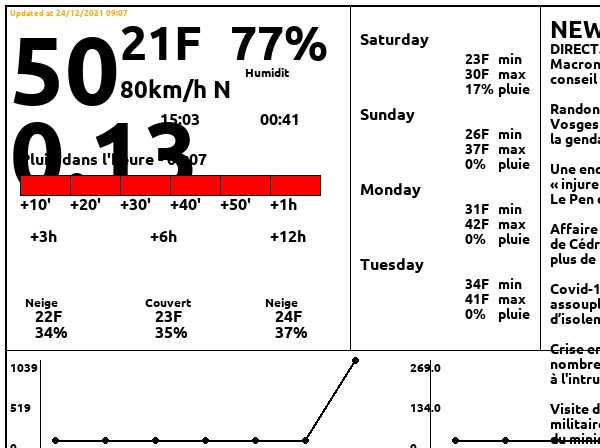 Updated at 24/12/2021 09:07
50
21F 77%
Humidit
80km/h N
15:03 00:41
0.13
Pluie dans l'heure - 09:07
+10' +20' +30' +40' +50' +1h
+3h +6h +12h
Neige Couvert Neige
22F 23F 24F
34% 35% 37%
Saturday
23F min
30F max
17% pluie
Sunday
26F min
37F max
0% pluie
Monday
31F min
42F max
0% pluie
Tuesday
34F min
41F max
0% pluie
NEW
DIRECT.
Macron
conseil
Randon
Vosges
la genda
Une enq
« injure
Le Pen
Affaire
de Cédr
plus de
Covid-1
assoupl
d'isolem
Crise en
nombre
à l'intru
Visite d
militaire
du mini
1039
519
0
269.0
134.0